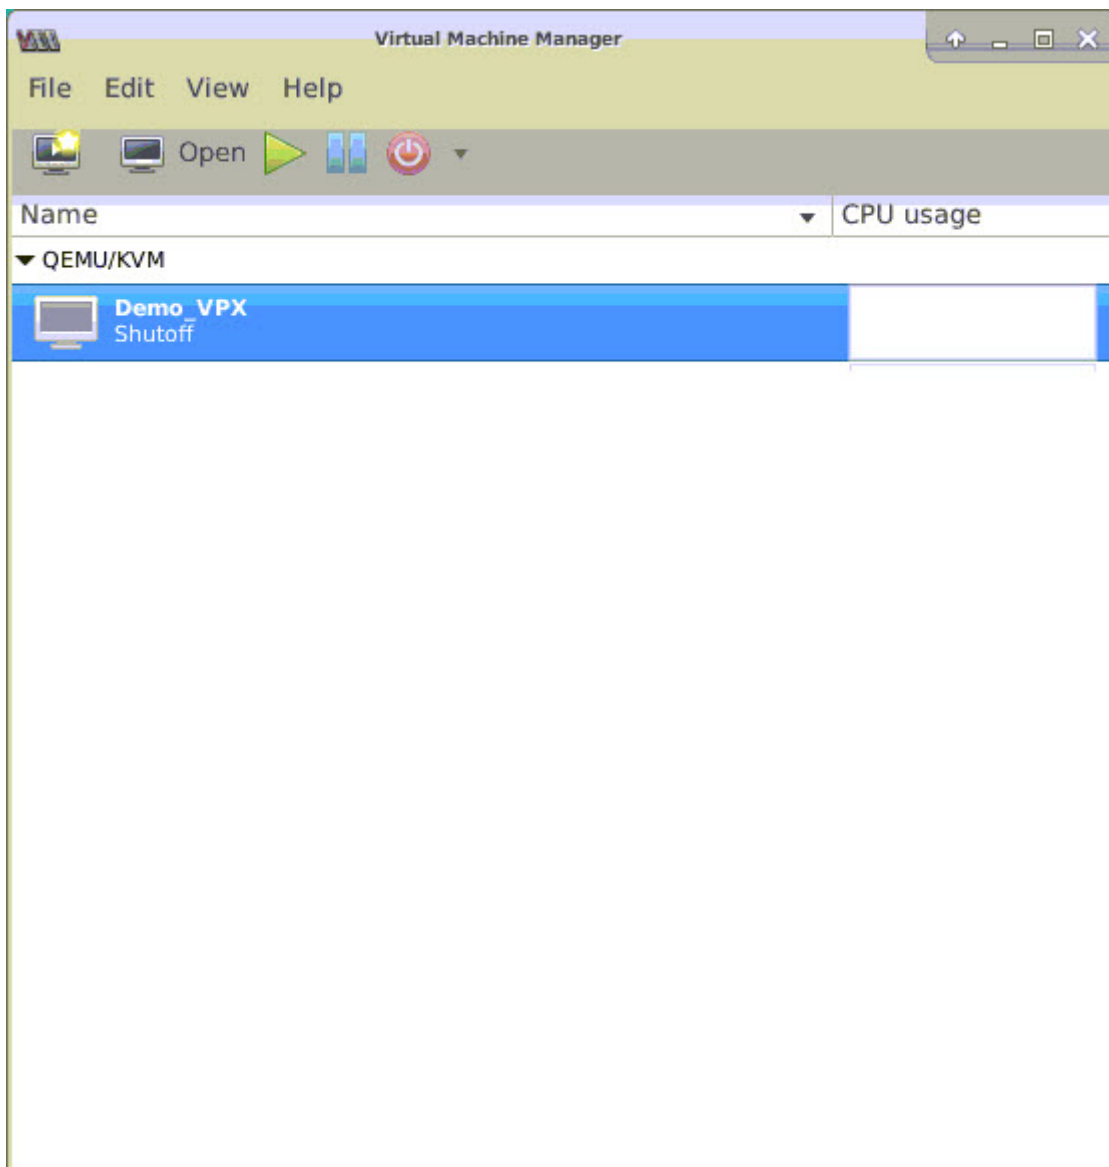 Virtual Machine Manager
File Edit View Help
Open
Name CPU usage
QEMU/KVM
Demo_VPX
Shutoff